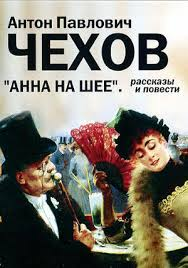 Антон Павлович
ЧЕХОВ
"АННА НА ШЕЕ".
рассказы
и повести